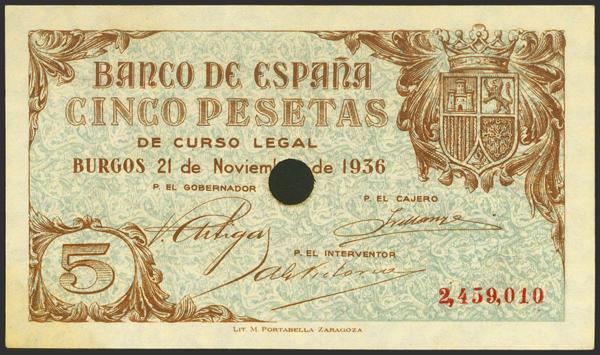 BANCO DE ESPAÑA
CINCO PESETAS
DE CURSO LEGAL
BURGOS 21 de Noviem de 1936
P. EL GOBERNADOR
P. EL CAJERO
P. EL INTERVENTOR
5
2,459,010
LIT. M. PORTABELLA ZARAGOZA